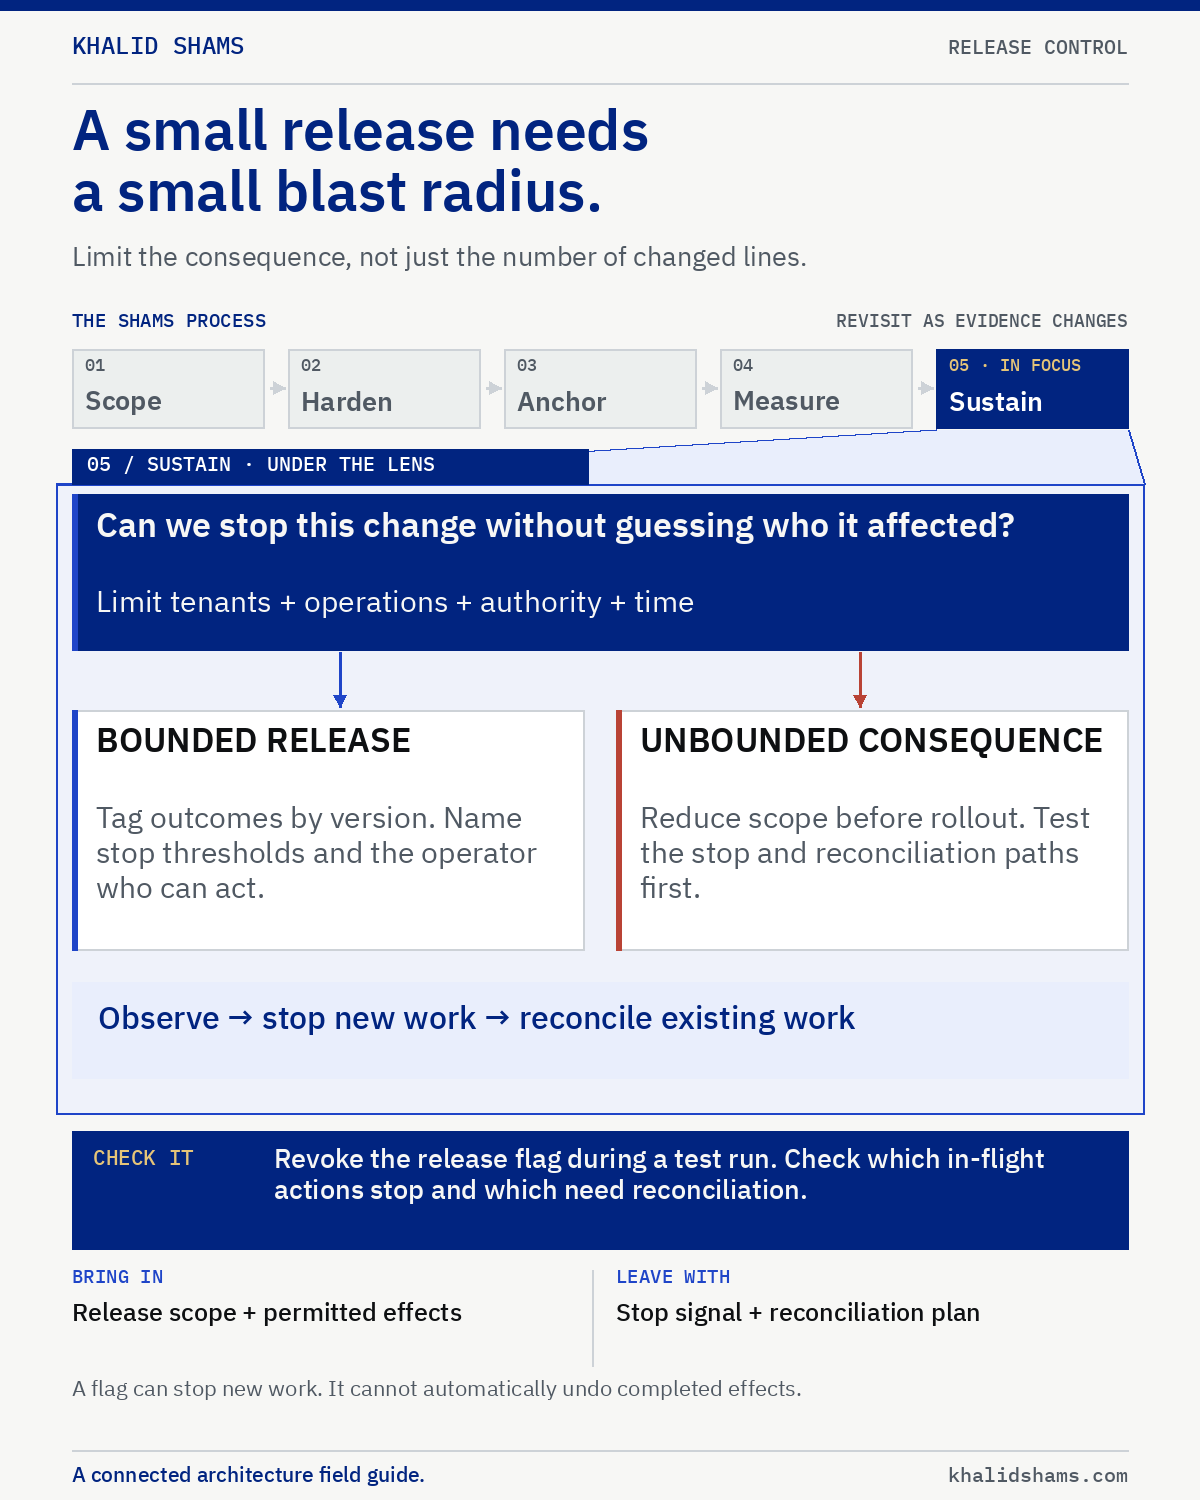 KHALID SHAMS
RELEASE CONTROL
A small release needs
a small blast radius.
Limit the consequence, not just the number of changed lines.
THE SHAMS PROCESS
REVISIT AS EVIDENCE CHANGES
01
Scope
02
Harden
03
Anchor
04
Measure
05 · IN FOCUS
Sustain
05 / SUSTAIN · UNDER THE LENS
Can we stop this change without guessing who it affected?
Limit tenants + operations + authority + time
BOUNDED RELEASE
Tag outcomes by version. Name
stop thresholds and the operator
who can act.
UNBOUNDED CONSEQUENCE
Reduce scope before rollout. Test
the stop and reconciliation paths
first.
Observe → stop new work → reconcile existing work
CHECK IT
Revoke the release flag during a test run. Check which in-flight
actions stop and which need reconciliation.
BRING IN
Release scope + permitted effects
LEAVE WITH
Stop signal + reconciliation plan
A flag can stop new work. It cannot automatically undo completed effects.
A connected architecture field guide.
khalidshams.com